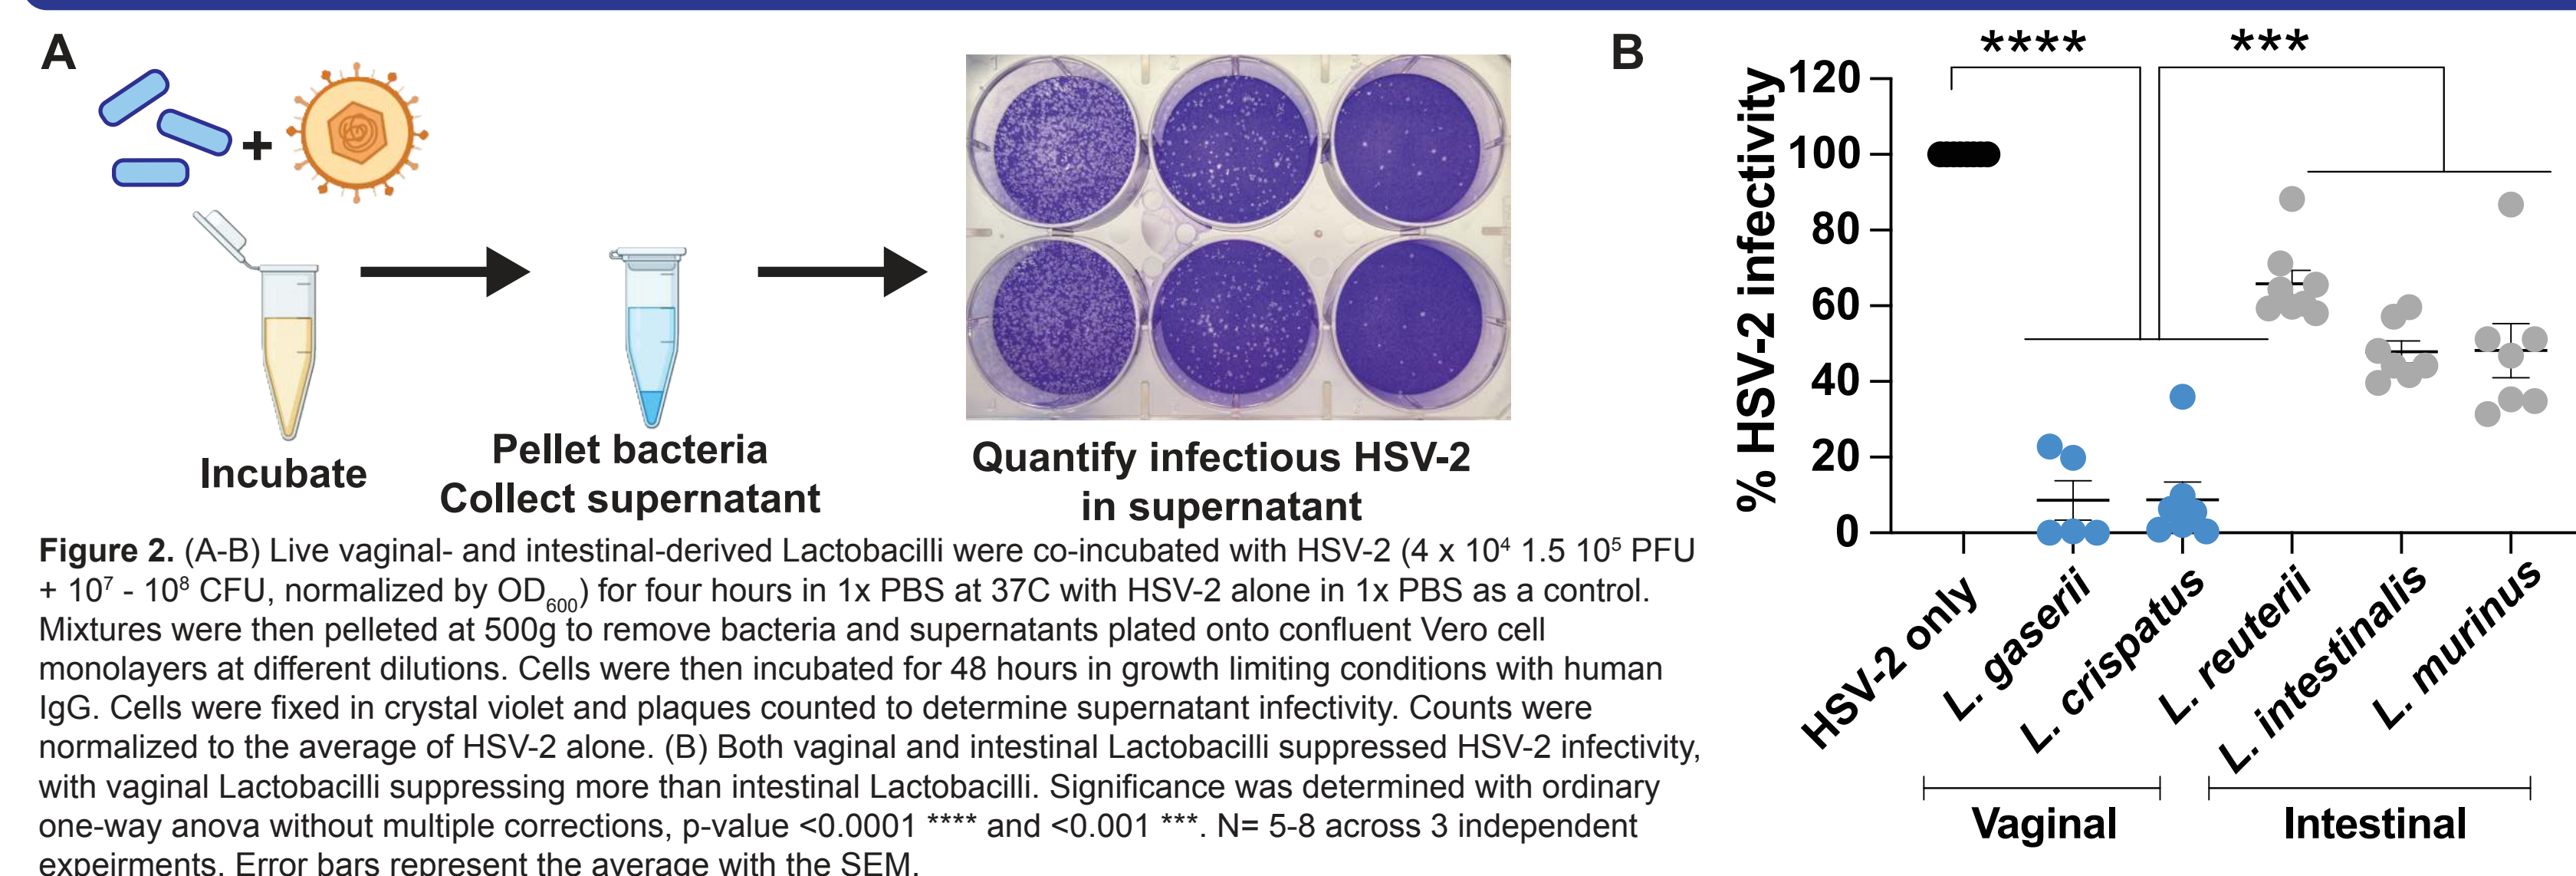 A
+
Incubate
Pellet bacteria
Collect supernatant
Quantify infectious HSV-2
in supernatant
Figure 2. (A-B) Live vaginal- and intestinal-derived Lactobacilli were co-incubated with HSV-2 (4 x 10⁴ 1.5 10⁵ PFU
+ 10⁷ - 10⁸ CFU, normalized by OD₆₀₀) for four hours in 1x PBS at 37C with HSV-2 alone in 1x PBS as a control.
Mixtures were then pelleted at 500g to remove bacteria and supernatants plated onto confluent Vero cell
monolayers at different dilutions. Cells were then incubated for 48 hours in growth limiting conditions with human
IgG. Cells were fixed in crystal violet and plaques counted to determine supernatant infectivity. Counts were
normalized to the average of HSV-2 alone. (B) Both vaginal and intestinal Lactobacilli suppressed HSV-2 infectivity,
with vaginal Lactobacilli suppressing more than intestinal Lactobacilli. Significance was determined with ordinary
one-way anova without multiple corrections, p-value <0.0001 **** and <0.001 ***. N= 5-8 across 3 independent
expeirments. Error bars represent the average with the SEM.
B
**** ***
% HSV-2 infectivity
120
100
80
60
40
20
0
HSV-2 only
L. gaserii
L. crispatus
L. reuterii
L. intestinalis
L. murinus
Vaginal
Intestinal